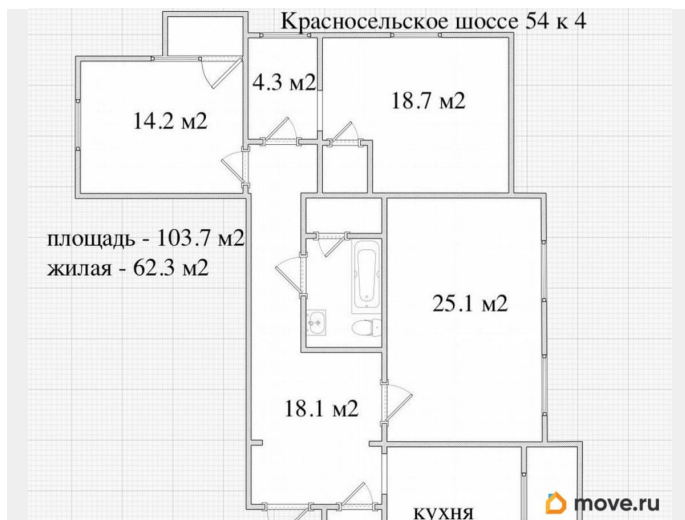 Красносельское шоссе 54 к 4
4.3 м2
18.7 м2
14.2 м2
площадь - 103.7 м2
жилая - 62.3 м2
25.1 м2
18.1 м2
кухня
move.ru